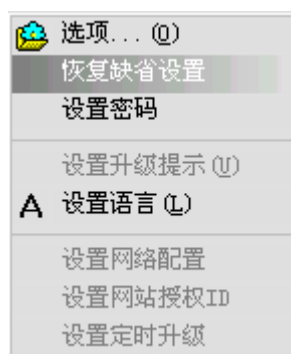 选项... (O)
恢复缺省设置
设置密码
设置升级提示(U)
A 设置语言(L)
设置网络配置
设置网站授权ID
设置定时升级